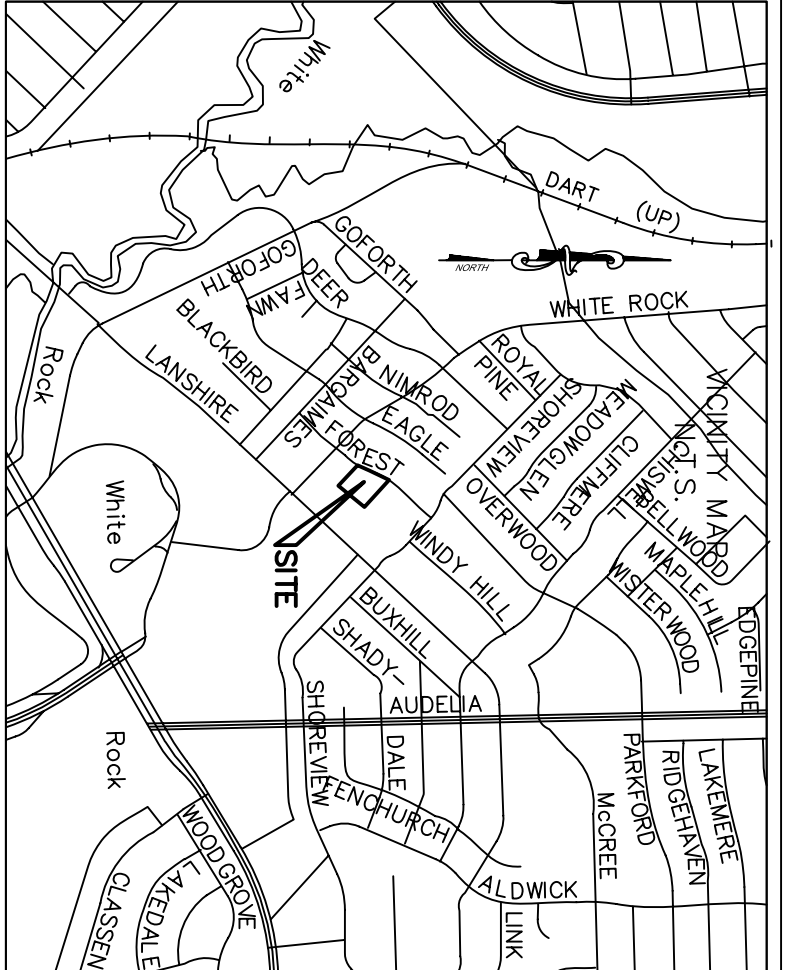 White
DART (UP)
NORTH
GOFORTH
GOFORTH
DEER
FAWN
WHITE ROCK
BLACKBIRD
LANSHIRE
BARGAIMES
NIMROD
EAGLE
FOREST
ROYAL
PINE
SHOREVIEW
MEADOWGLEN
CLIFFMERE
CHISWELL
VICINITY MAP
N.T.S.
BELLWOOD
Rock
OVERWOOD
WINDY HILL
MAPLEHILL
WISTERWOOD
EDGEPINE
White
SITE
BUXHILL
SHADY-
DALE
AUDELIA
SHOREVIEW
FENCHURCH
PARKFORD
RIDGEHAVEN
LAKEMERE
McCREE
Rock
WOODGROVE
LAKEDALE
CLASSEN
ALDWICK
LINK